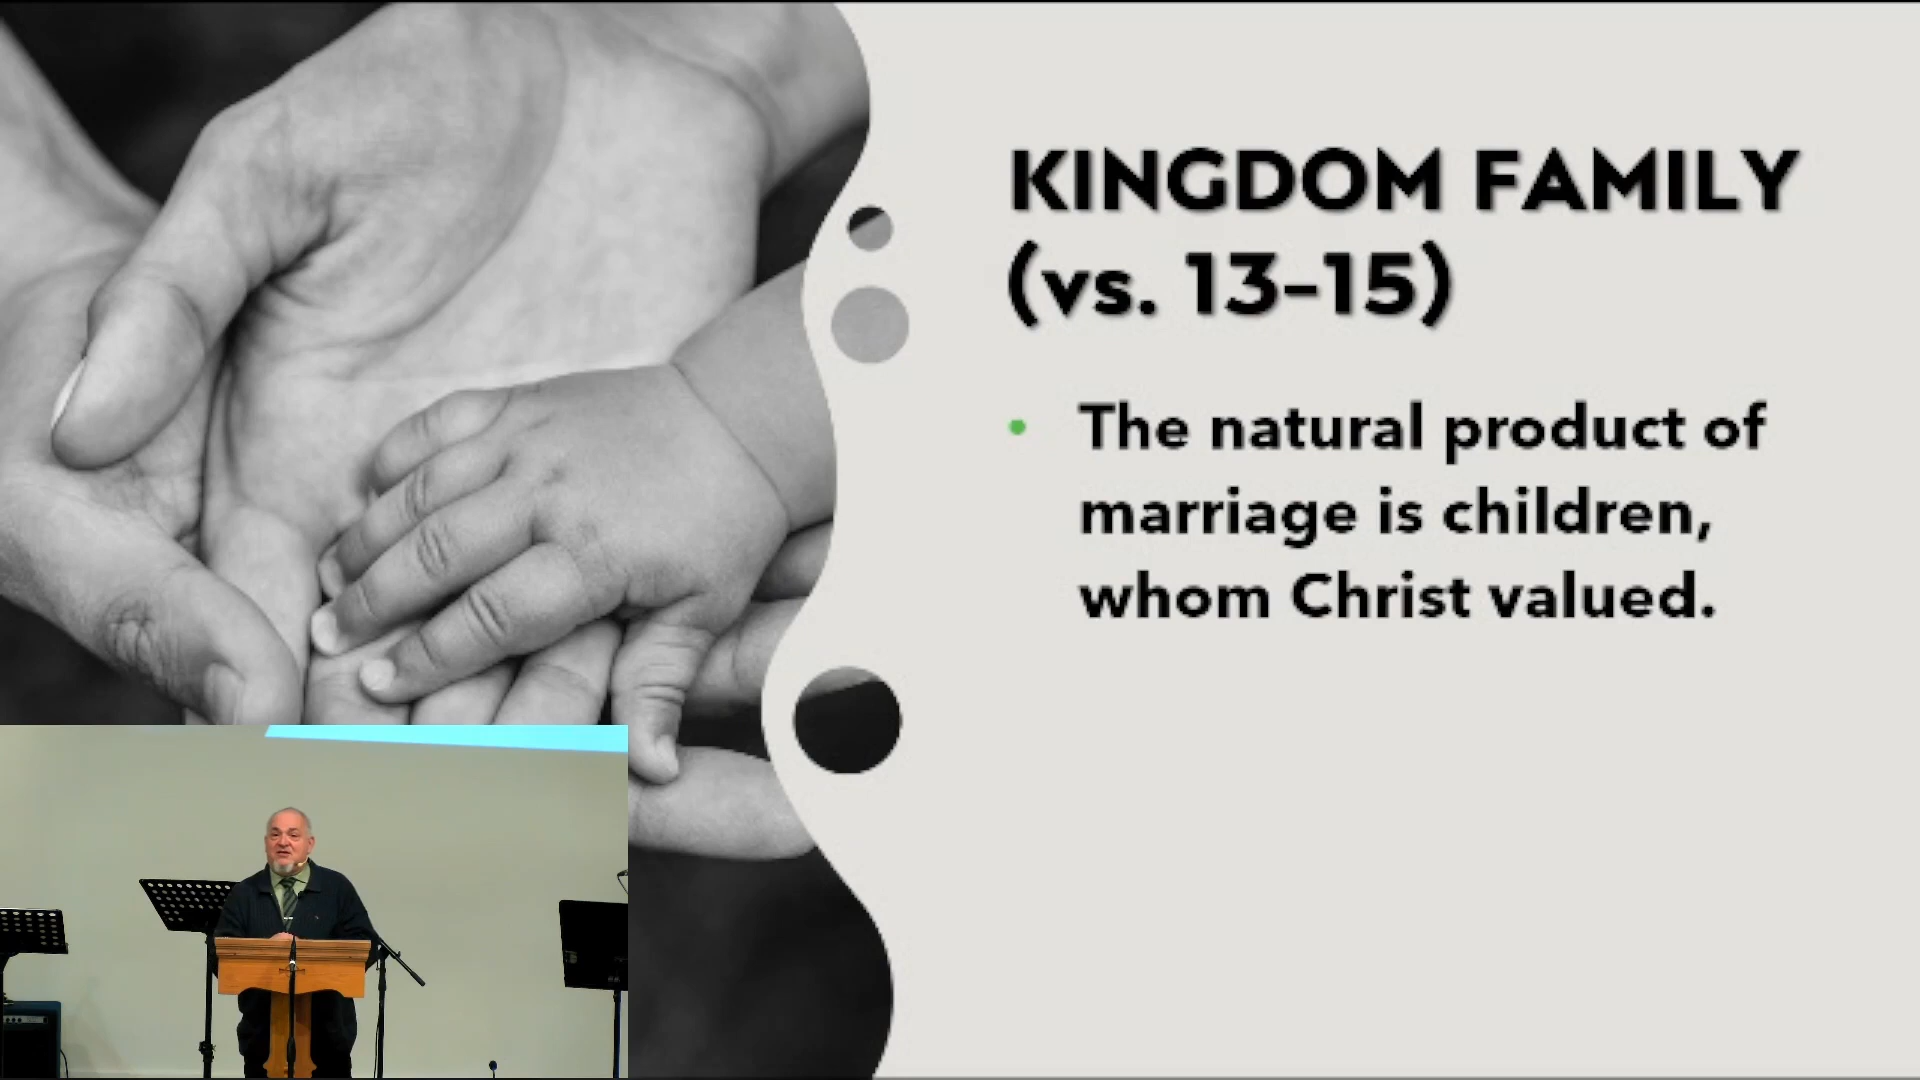 KINGDOM FAMILY
(vs. 13-15)
• The natural product of
marriage is children,
whom Christ valued.